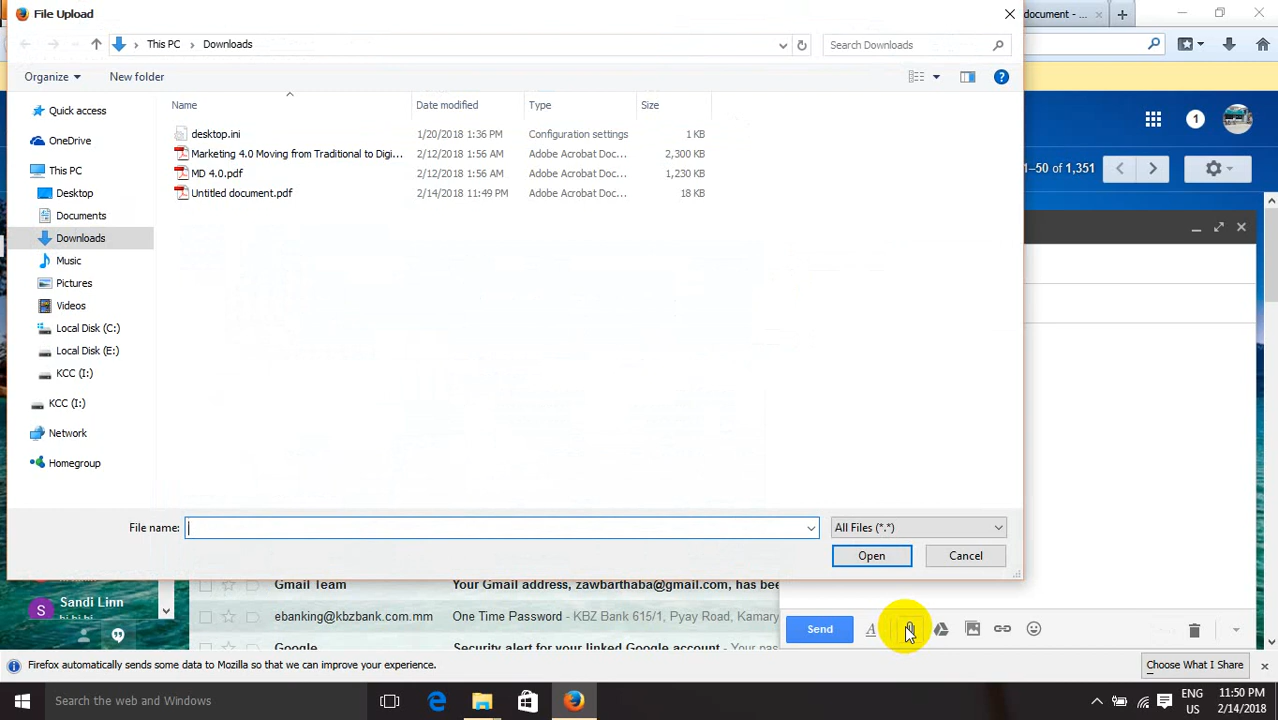 File Upload
document - ...
This PC
Downloads
Search Downloads
Organize
New folder
Name
Date modified
Type
Size
Quick access
OneDrive
This PC
Desktop
Documents
Downloads
Music
Pictures
Videos
Local Disk (C:)
Local Disk (E:)
KCC (I:)
KCC (I:)
Network
Homegroup
desktop.ini 1/20/2018 1:36 PM Configuration settings 1 KB
Marketing 4.0 Moving from Traditional to Digi... 2/12/2018 1:56 AM Adobe Acrobat Doc... 2,300 KB
MD 4.0.pdf 2/12/2018 1:56 AM Adobe Acrobat Doc... 1,230 KB
Untitled document.pdf 2/14/2018 11:49 PM Adobe Acrobat Doc... 18 KB
1
1–50 of 1,351
File name:
All Files (*.*)
Open
Cancel
Gmail Team Your Gmail address, zawbarthaba@gmail.com, has bee
ebanking@kbzbank.com.mm One Time Password - KBZ Bank 615/1, Pyay Road, Kamary
Google Security alert for your linked Google account - Your pas
S
Sandi Linn
hi hi hi
Send
A
Firefox automatically sends some data to Mozilla so that we can improve your experience.
Choose What I Share
Search the web and Windows
ENG
US
11:50 PM
2/14/2018